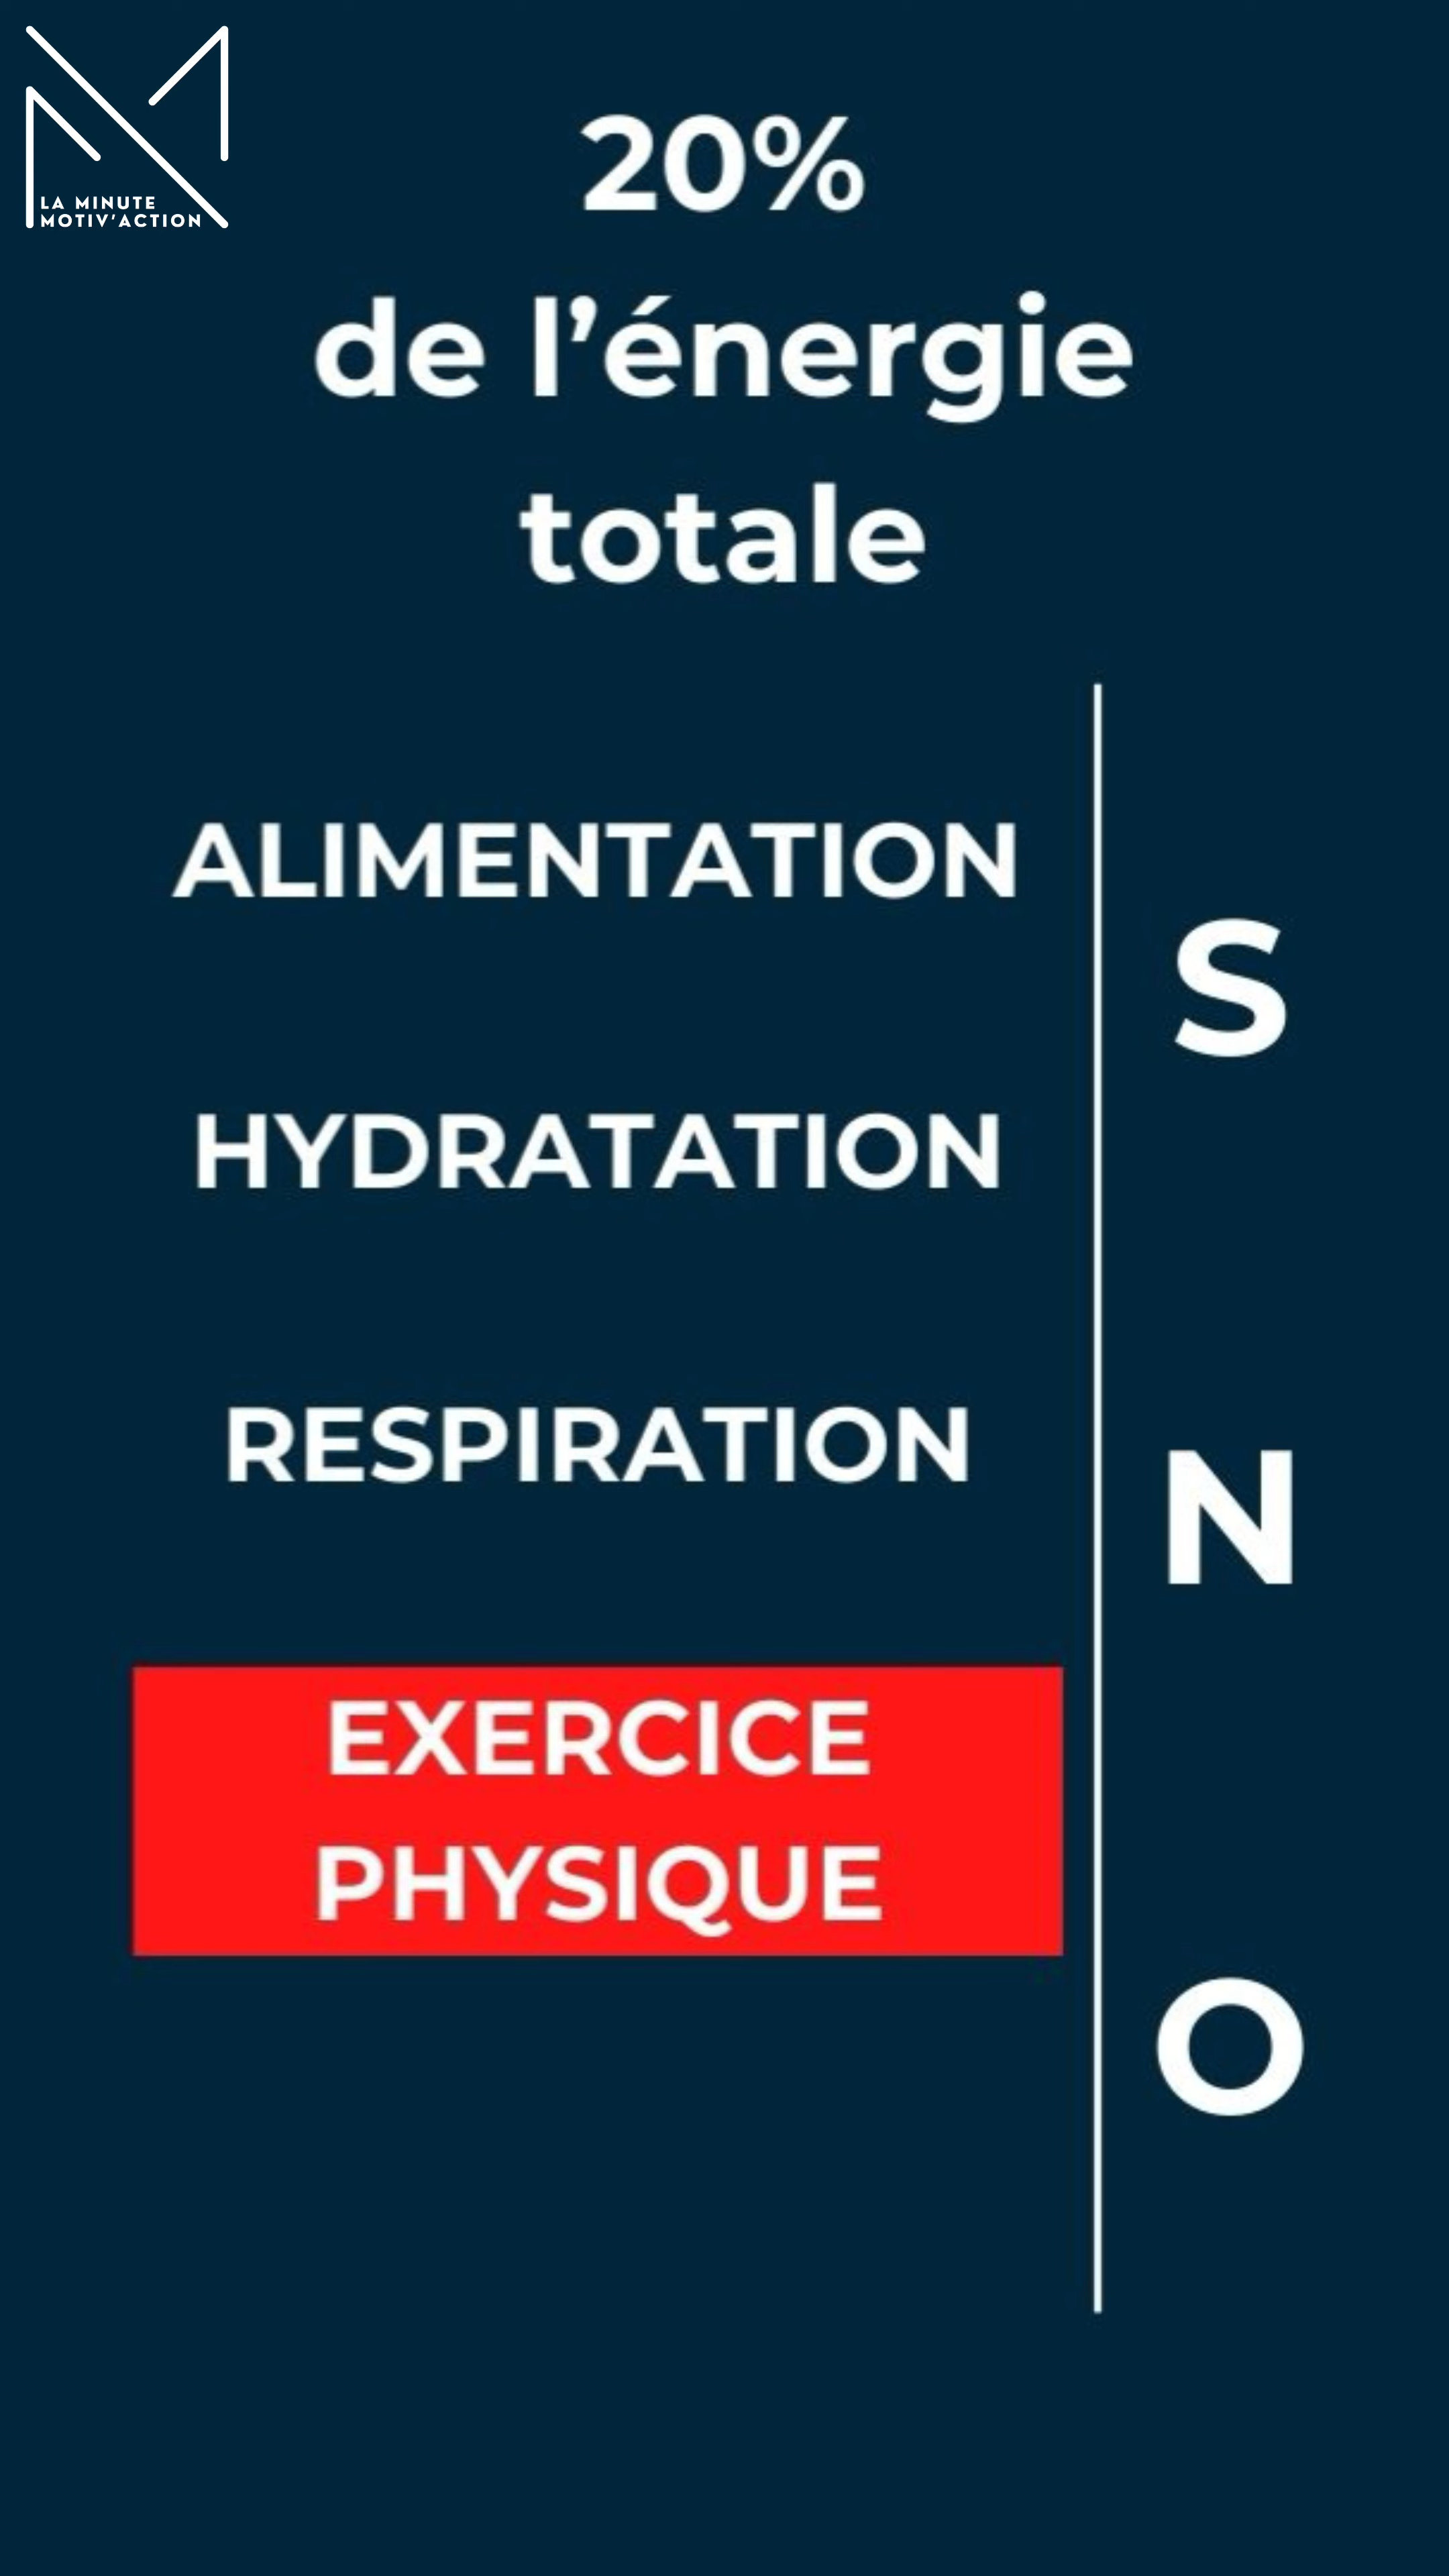 LA MINUTE
MOTIV'ACTION
20%
de l’énergie
totale
ALIMENTATION
HYDRATATION
RESPIRATION
EXERCICE
PHYSIQUE
S
N
O